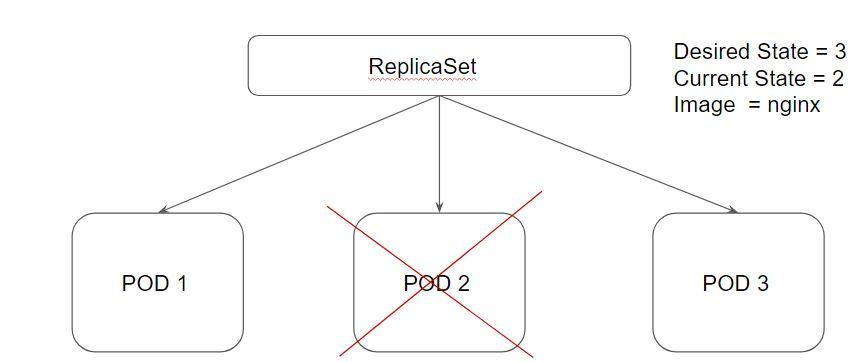 ReplicaSet
Desired State = 3
Current State = 2
Image  = nginx
POD 1
POD 2
POD 3